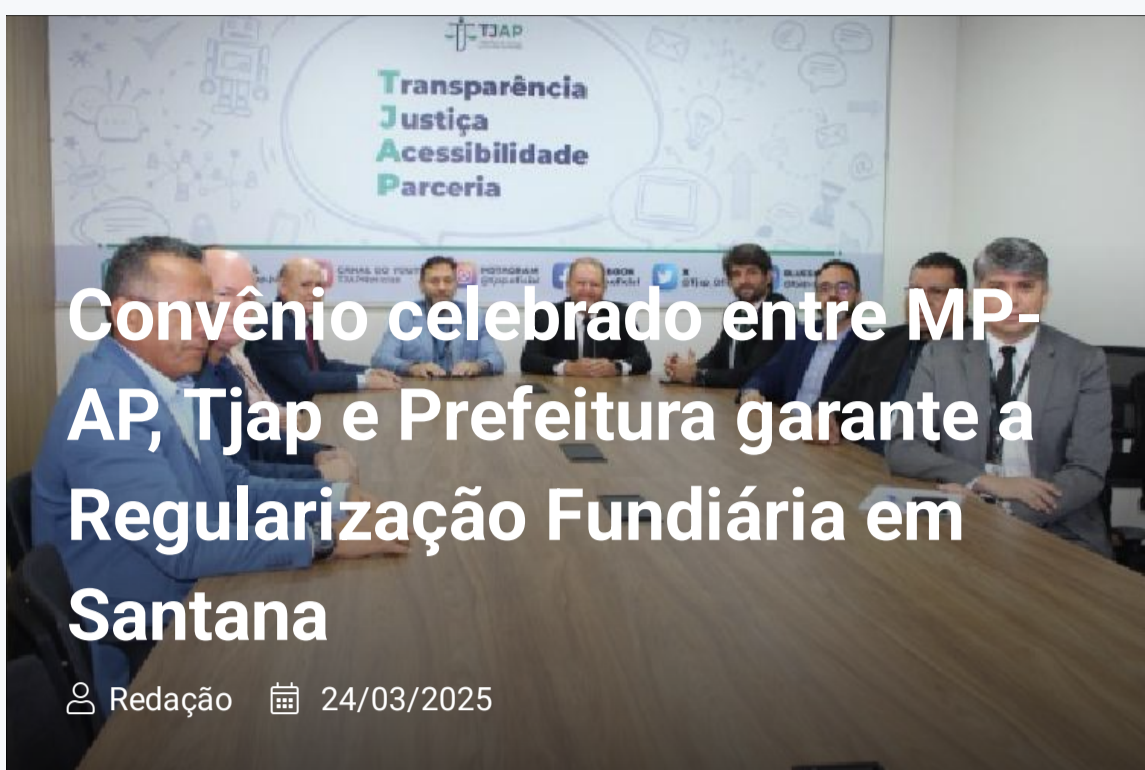 TJAP
Transparência
Justiça
Acessibilidade
Parceria
Convênio celebrado entre MP-
AP, Tjap e Prefeitura garante a
Regularização Fundiária em
Santana
Redação 24/03/2025